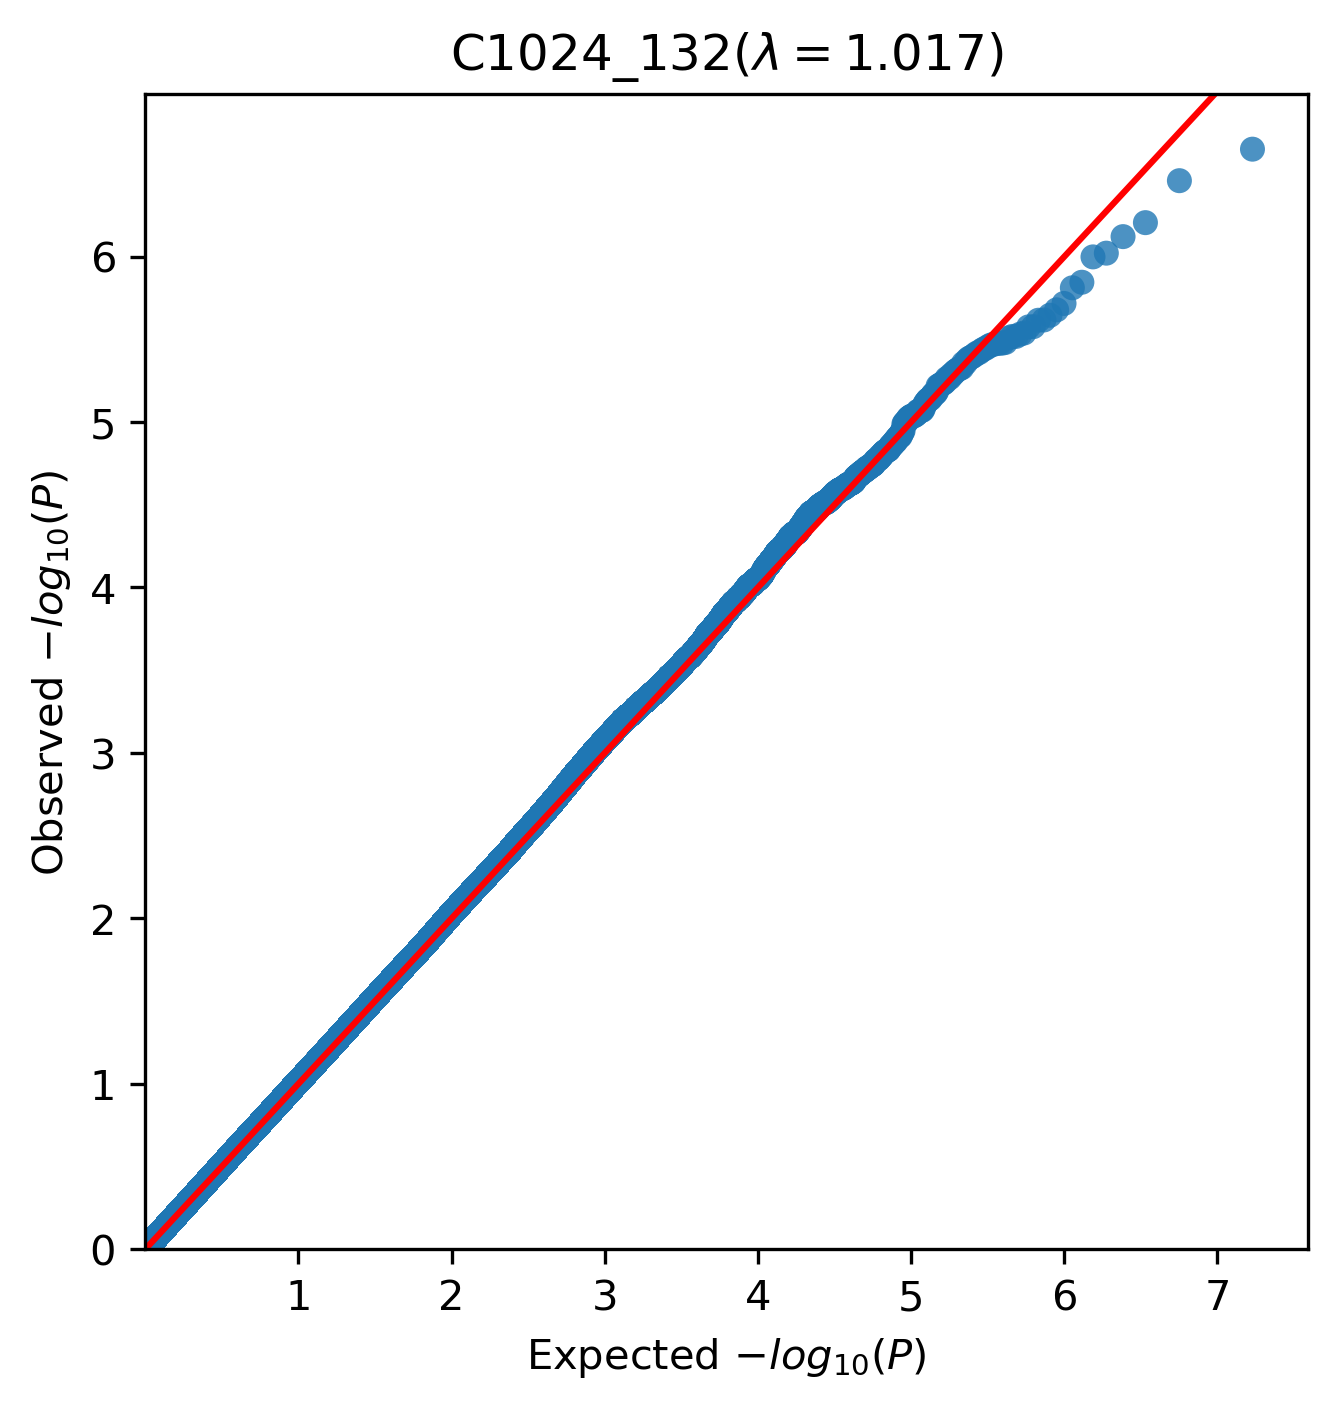 C1024_132(λ = 1.017)
Observed −log₁₀(P)
6
5
4
3
2
1
0
1 2 3 4 5 6 7
Expected −log₁₀(P)